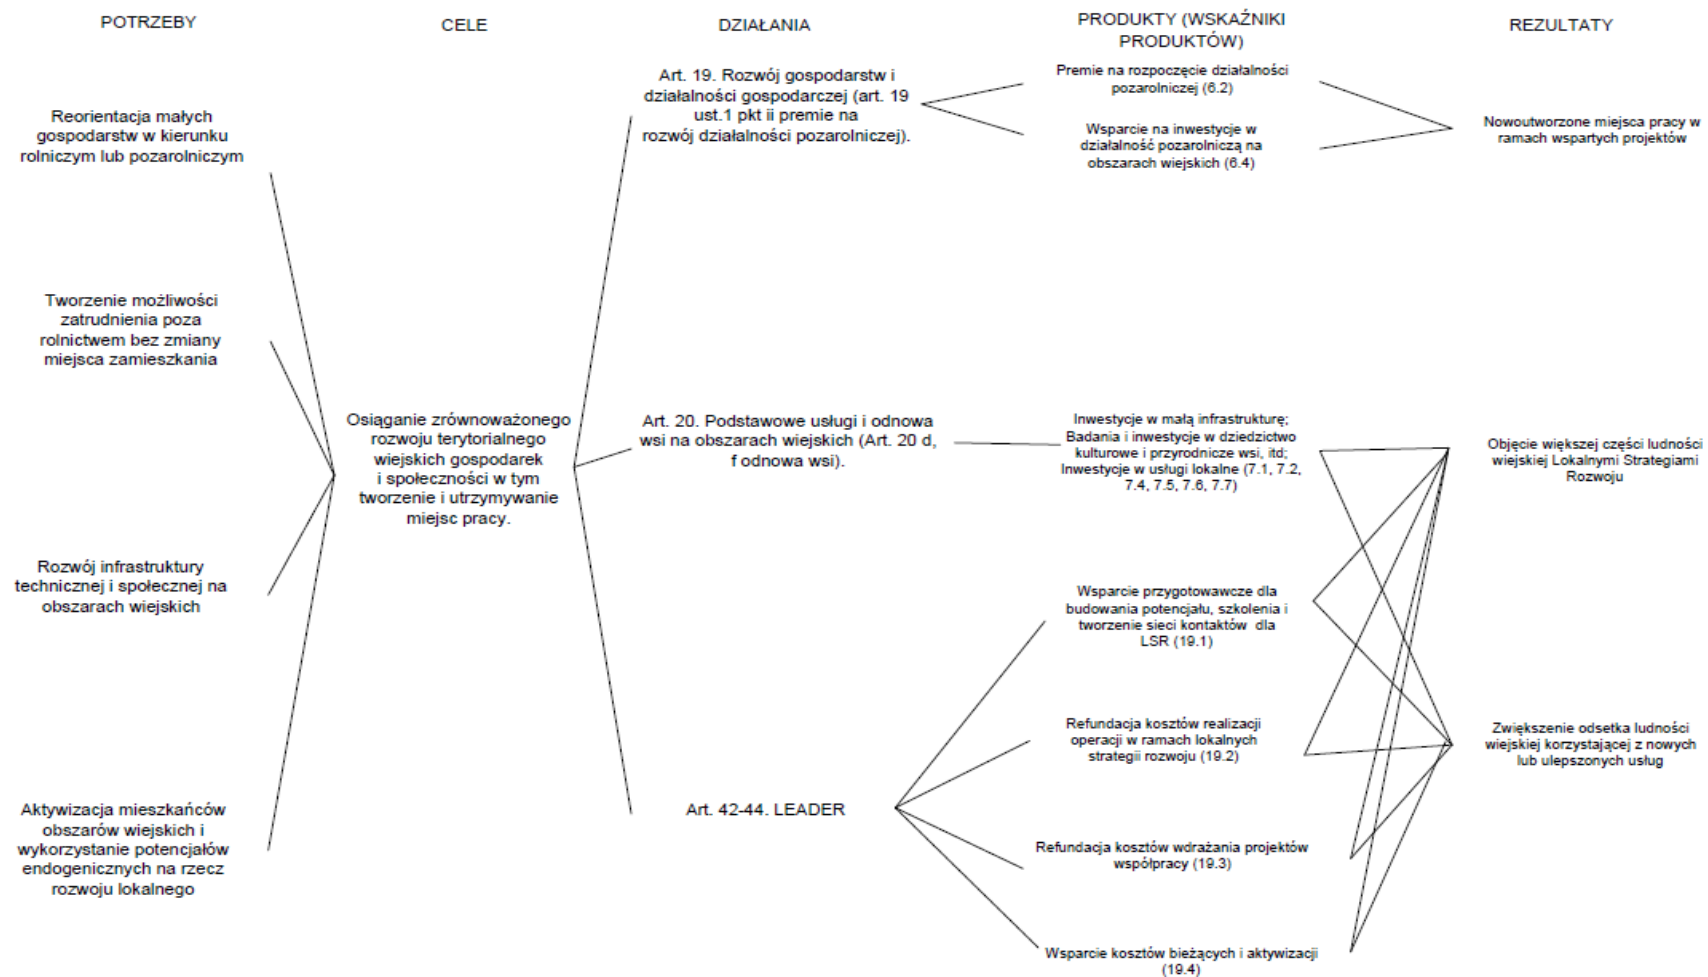 POTRZEBY
CELE
DZIAŁANIA
PRODUKTY (WSKAŹNIKI
PRODUKTÓW)
REZULTATY
Reorientacja małych
gospodarstw w kierunku
rolniczym lub pozarolniczym
Tworzenie możliwości
zatrudnienia poza
rolnictwem bez zmiany
miejsca zamieszkania
Rozwój infrastruktury
technicznej i społecznej na
obszarach wiejskich
Aktywizacja mieszkańców
obszarów wiejskich i
wykorzystanie potencjałów
endogenicznych na rzecz
rozwoju lokalnego
Osiąganie zrównoważonego
rozwoju terytorialnego
wiejskich gospodarek
i społeczności w tym
tworzenie i utrzymywanie
miejsc pracy.
Art. 19. Rozwój gospodarstw i
działalności gospodarczej (art. 19
ust.1 pkt ii premie na
rozwój działalności pozarolniczej).
Art. 20. Podstawowe usługi i odnowa
wsi na obszarach wiejskich (Art. 20 d,
f odnowa wsi).
Art. 42-44. LEADER
Premie na rozpoczęcie działalności
pozarolniczej (6.2)
Wsparcie na inwestycje w
działalność pozarolniczą na
obszarach wiejskich (6.4)
Inwestycje w małą infrastrukturę;
Badania i inwestycje w dziedzictwo
kulturowe i przyrodnicze wsi, itd;
Inwestycje w usługi lokalne (7.1, 7.2,
7.4, 7.5, 7.6, 7.7)
Wsparcie przygotowawcze dla
budowania potencjału, szkolenia i
tworzenie sieci kontaktów dla
LSR (19.1)
Refundacja kosztów realizacji
operacji w ramach lokalnych
strategii rozwoju (19.2)
Refundacja kosztów wdrażania projektów
współpracy (19.3)
Wsparcie kosztów bieżących i aktywizacji
(19.4)
Nowoutworzone miejsca pracy w
ramach wspartych projektów
Objęcie większej części ludności
wiejskiej Lokalnymi Strategiami
Rozwoju
Zwiększenie odsetka ludności
wiejskiej korzystającej z nowych
lub ulepszonych usług